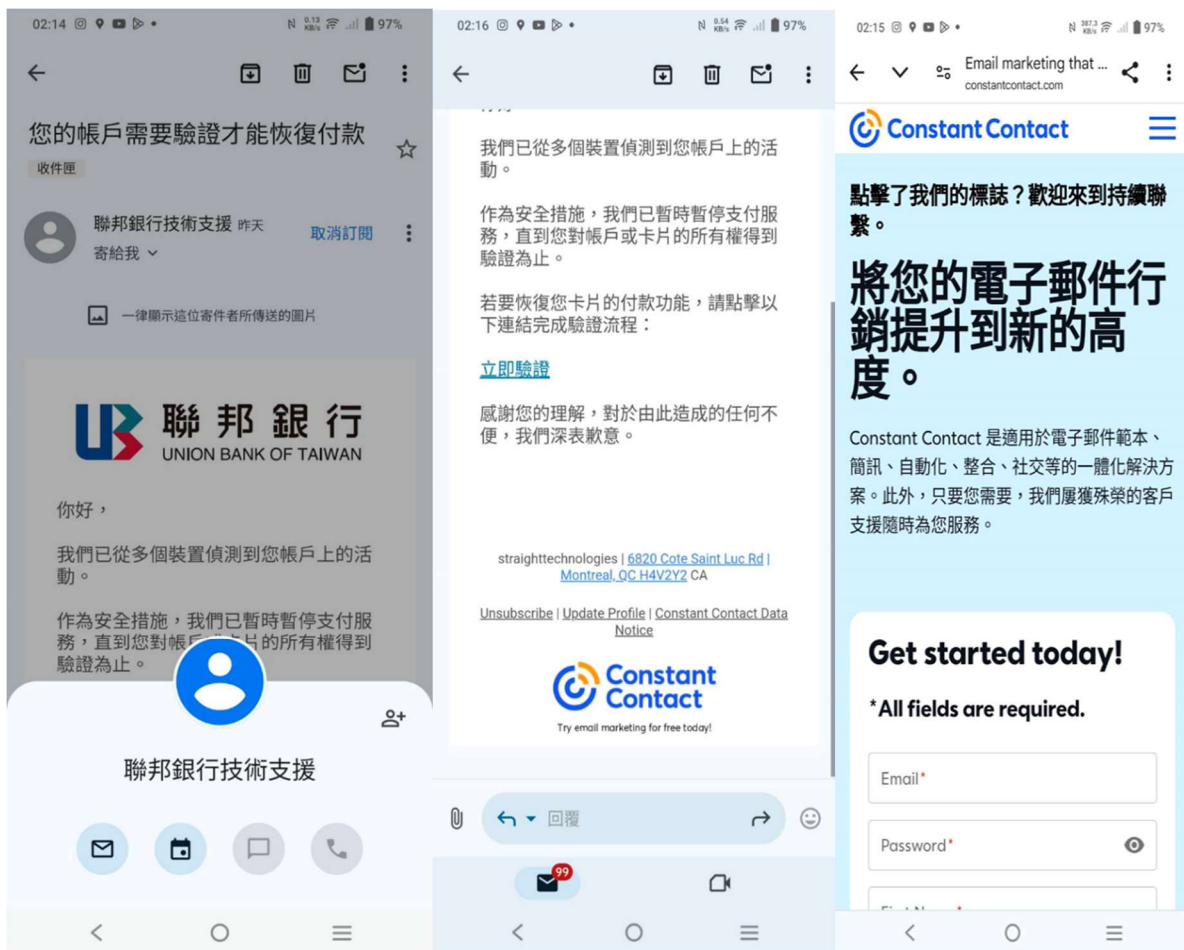 02:14
N 0.13 KB/s 97%
您的帳戶需要驗證才能恢復付款
收件匣
聯邦銀行技術支援 昨天
取消訂閱
寄給我
一律顯示這位寄件者所傳送的圖片
聯邦銀行
UNION BANK OF TAIWAN
你好，
我們已從多個裝置偵測到您帳戶上的活
動。
作為安全措施，我們已暫時暫停支付服
務，直到您對帳戶或卡片的所有權得到
驗證為止。
聯邦銀行技術支援
02:16
N 0.54 KB/s 97%
我們已從多個裝置偵測到您帳戶上的活
動。
作為安全措施，我們已暫時暫停支付服
務，直到您對帳戶或卡片的所有權得到
驗證為止。
若要恢復您卡片的付款功能，請點擊以
下連結完成驗證流程：
立即驗證
感謝您的理解，對於由此造成的任何不
便，我們深表歉意。
straighttechnologies | 6820 Cote Saint Luc Rd |
Montreal, QC H4V2Y2 CA
Unsubscribe | Update Profile | Constant Contact Data
Notice
Constant
Contact
Try email marketing for free today!
回覆
99
02:15
N 387.3 KB/s 97%
Email marketing that ...
constantcontact.com
Constant Contact
點擊了我們的標誌？歡迎來到持續聯
繫。
將您的電子郵件行
銷提升到新的高
度。
Constant Contact 是適用於電子郵件範本、
簡訊、自動化、整合、社交等的一體化解決方
案。此外，只要您需要，我們屢獲殊榮的客戶
支援隨時為您服務。
Get started today!
*All fields are required.
Email*
Password*